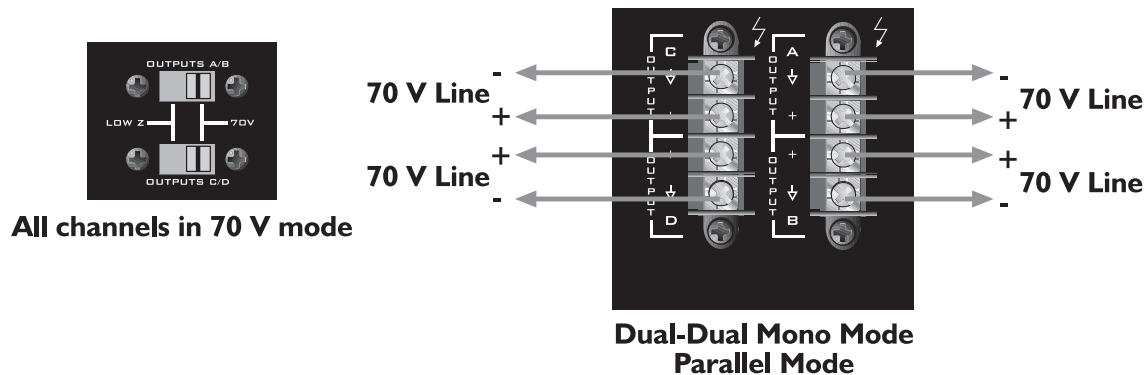 OUTPUTS A/B
LOW Z
70V
OUTPUTS C/D
All channels in 70 V mode
-
70 V Line
+
+
70 V Line
-
C
OUTPUT
+
+
OUTPUT
D
A
OUTPUT
+
+
OUTPUT
B
-
70 V Line
+
+
70 V Line
-
Dual-Dual Mono Mode
Parallel Mode